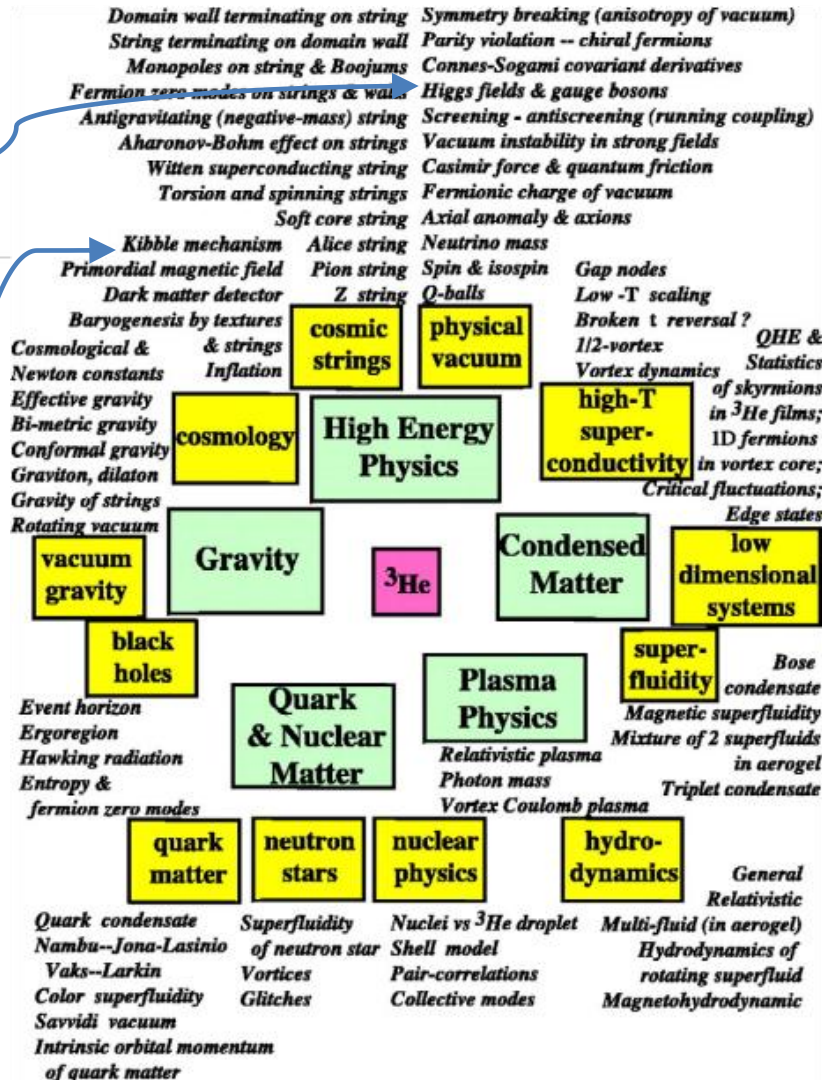 Domain wall terminating on string
String terminating on domain wall
Monopoles on string & Boojums
Fermion zero modes on strings & walls
Antigravitating (negative-mass) string
Aharonov-Bohm effect on strings
Witten superconducting string
Torsion and spinning strings
Soft core string
Kibble mechanism Alice string
Primordial magnetic field Pion string
Dark matter detector Z string
Baryogenesis by textures
& strings
Inflation
Symmetry breaking (anisotropy of vacuum)
Parity violation -- chiral fermions
Connes-Sogami covariant derivatives
Higgs fields & gauge bosons
Screening - antiscreening (running coupling)
Vacuum instability in strong fields
Casimir force & quantum friction
Fermionic charge of vacuum
Axial anomaly & axions
Neutrino mass
Spin & isospin
Q-balls
Gap nodes
Low -T scaling
Broken t reversal ?
1/2-vortex
Vortex dynamics
QHE &
Statistics
of skyrmions
in ³He films;
1D fermions
in vortex core;
Critical fluctuations;
Edge states
cosmic
strings
physical
vacuum
Cosmological &
Newton constants
Effective gravity
Bi-metric gravity
Conformal gravity
Graviton, dilaton
Gravity of strings
Rotating vacuum
cosmology
High Energy
Physics
high-T
super-
conductivity
vacuum
gravity
Gravity
³He
Condensed
Matter
low
dimensional
systems
black
holes
Event horizon
Ergoregion
Hawking radiation
Entropy &
fermion zero modes
Quark
& Nuclear
Matter
Plasma
Physics
Relativistic plasma
Photon mass
Vortex Coulomb plasma
super-
fluidity
Bose
condensate
Magnetic superfluidity
Mixture of 2 superfluids
in aerogel
Triplet condensate
quark
matter
neutron
stars
nuclear
physics
hydro-
dynamics
Quark condensate
Nambu--Jona-Lasinio
Vaks--Larkin
Color superfluidity
Savvidi vacuum
Intrinsic orbital momentum
of quark matter
Superfluidity
of neutron star
Vortices
Glitches
Nuclei vs ³He droplet
Shell model
Pair-correlations
Collective modes
General
Relativistic
Multi-fluid (in aerogel)
Hydrodynamics of
rotating superfluid
Magnetohydrodynamic